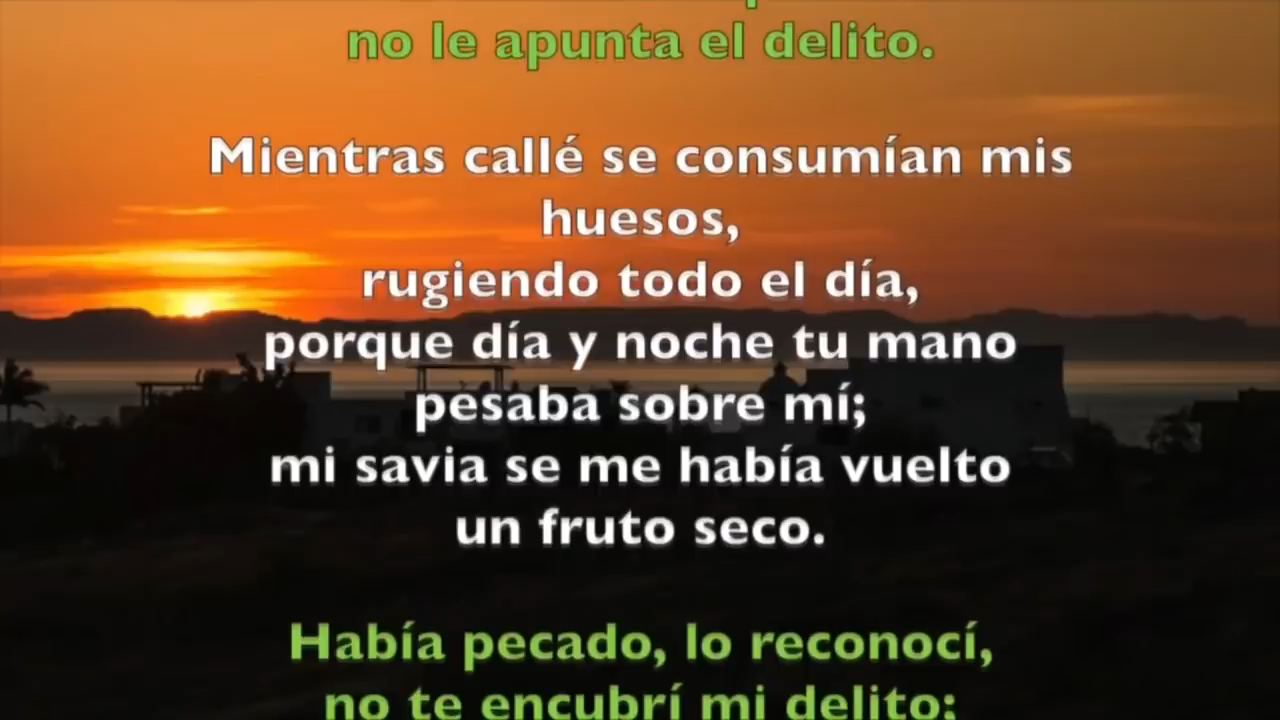 no le apunta el delito.
Mientras callé se consumían mis
huesos,
rugiendo todo el día,
porque día y noche tu mano
pesaba sobre mí;
mi savia se me había vuelto
un fruto seco.
Había pecado, lo reconocí,
no te encubrí mi delito;